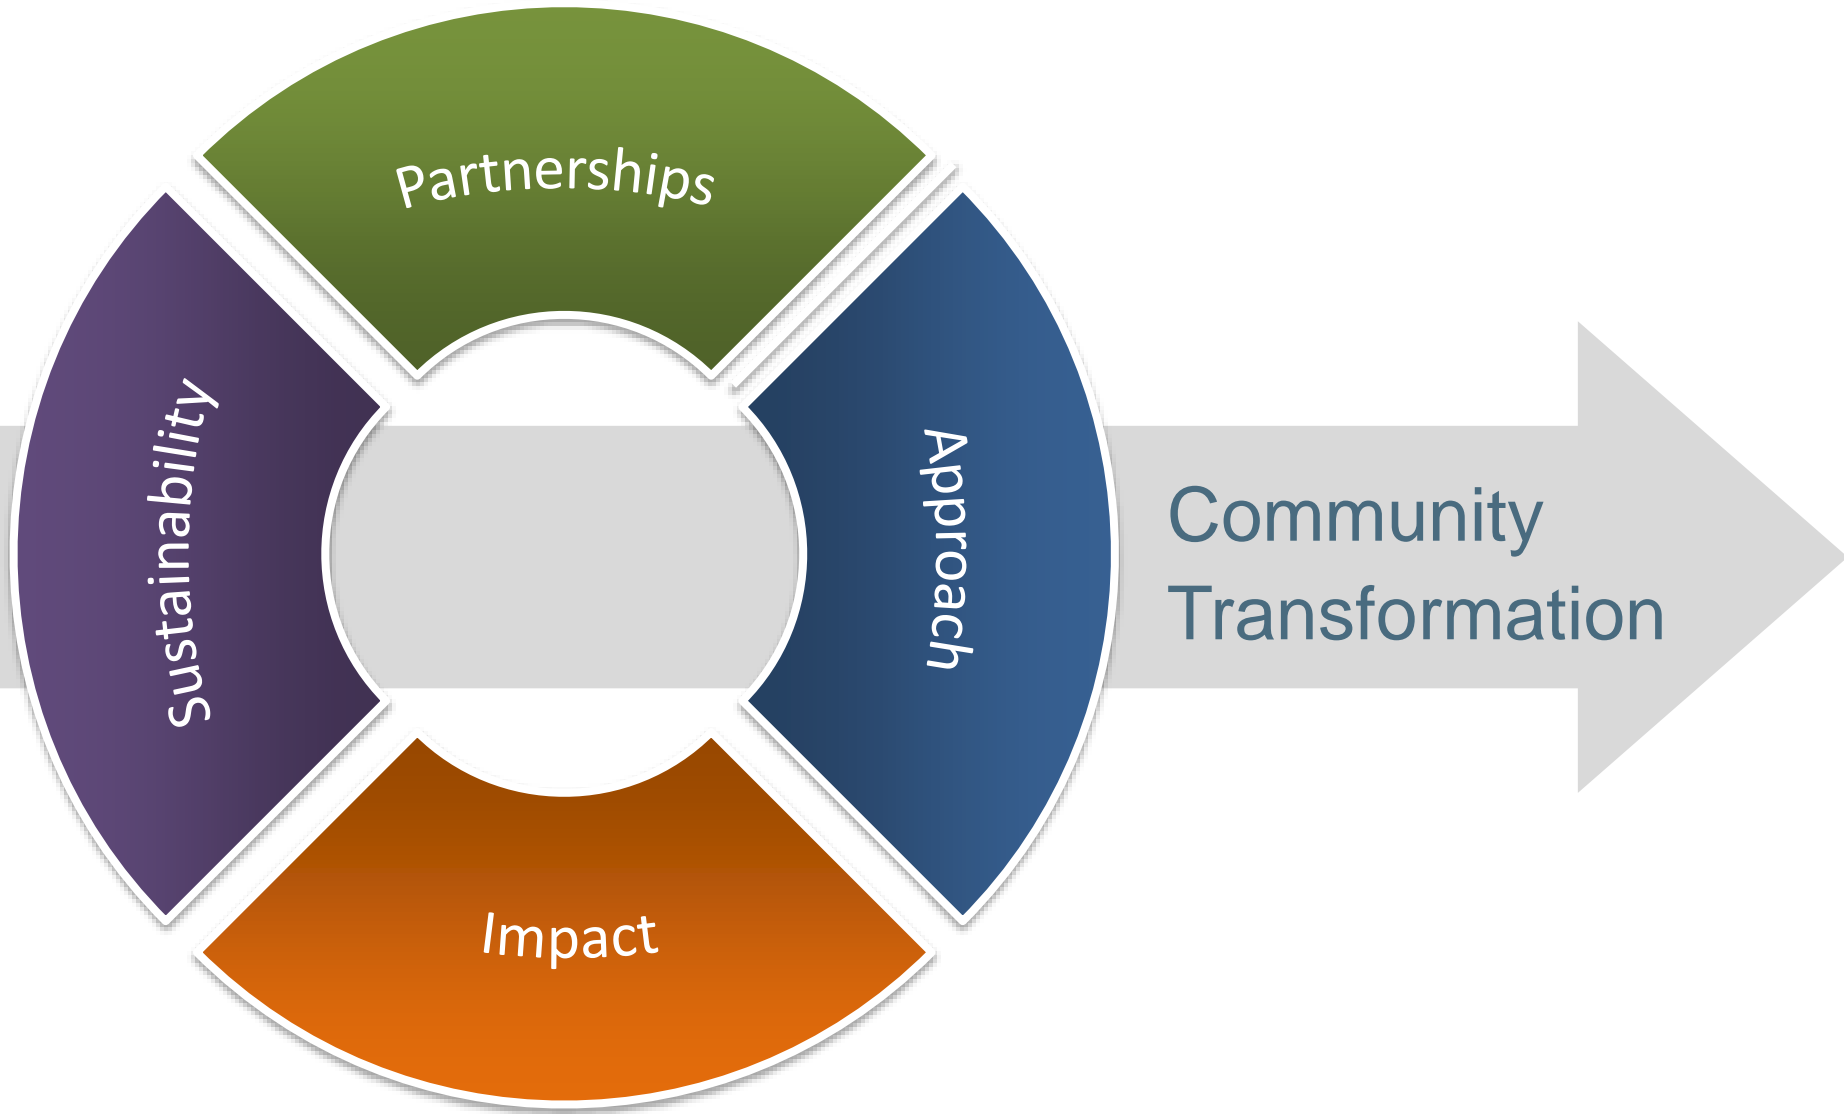 Partnerships
Approach
Impact
Sustainability
Community
Transformation